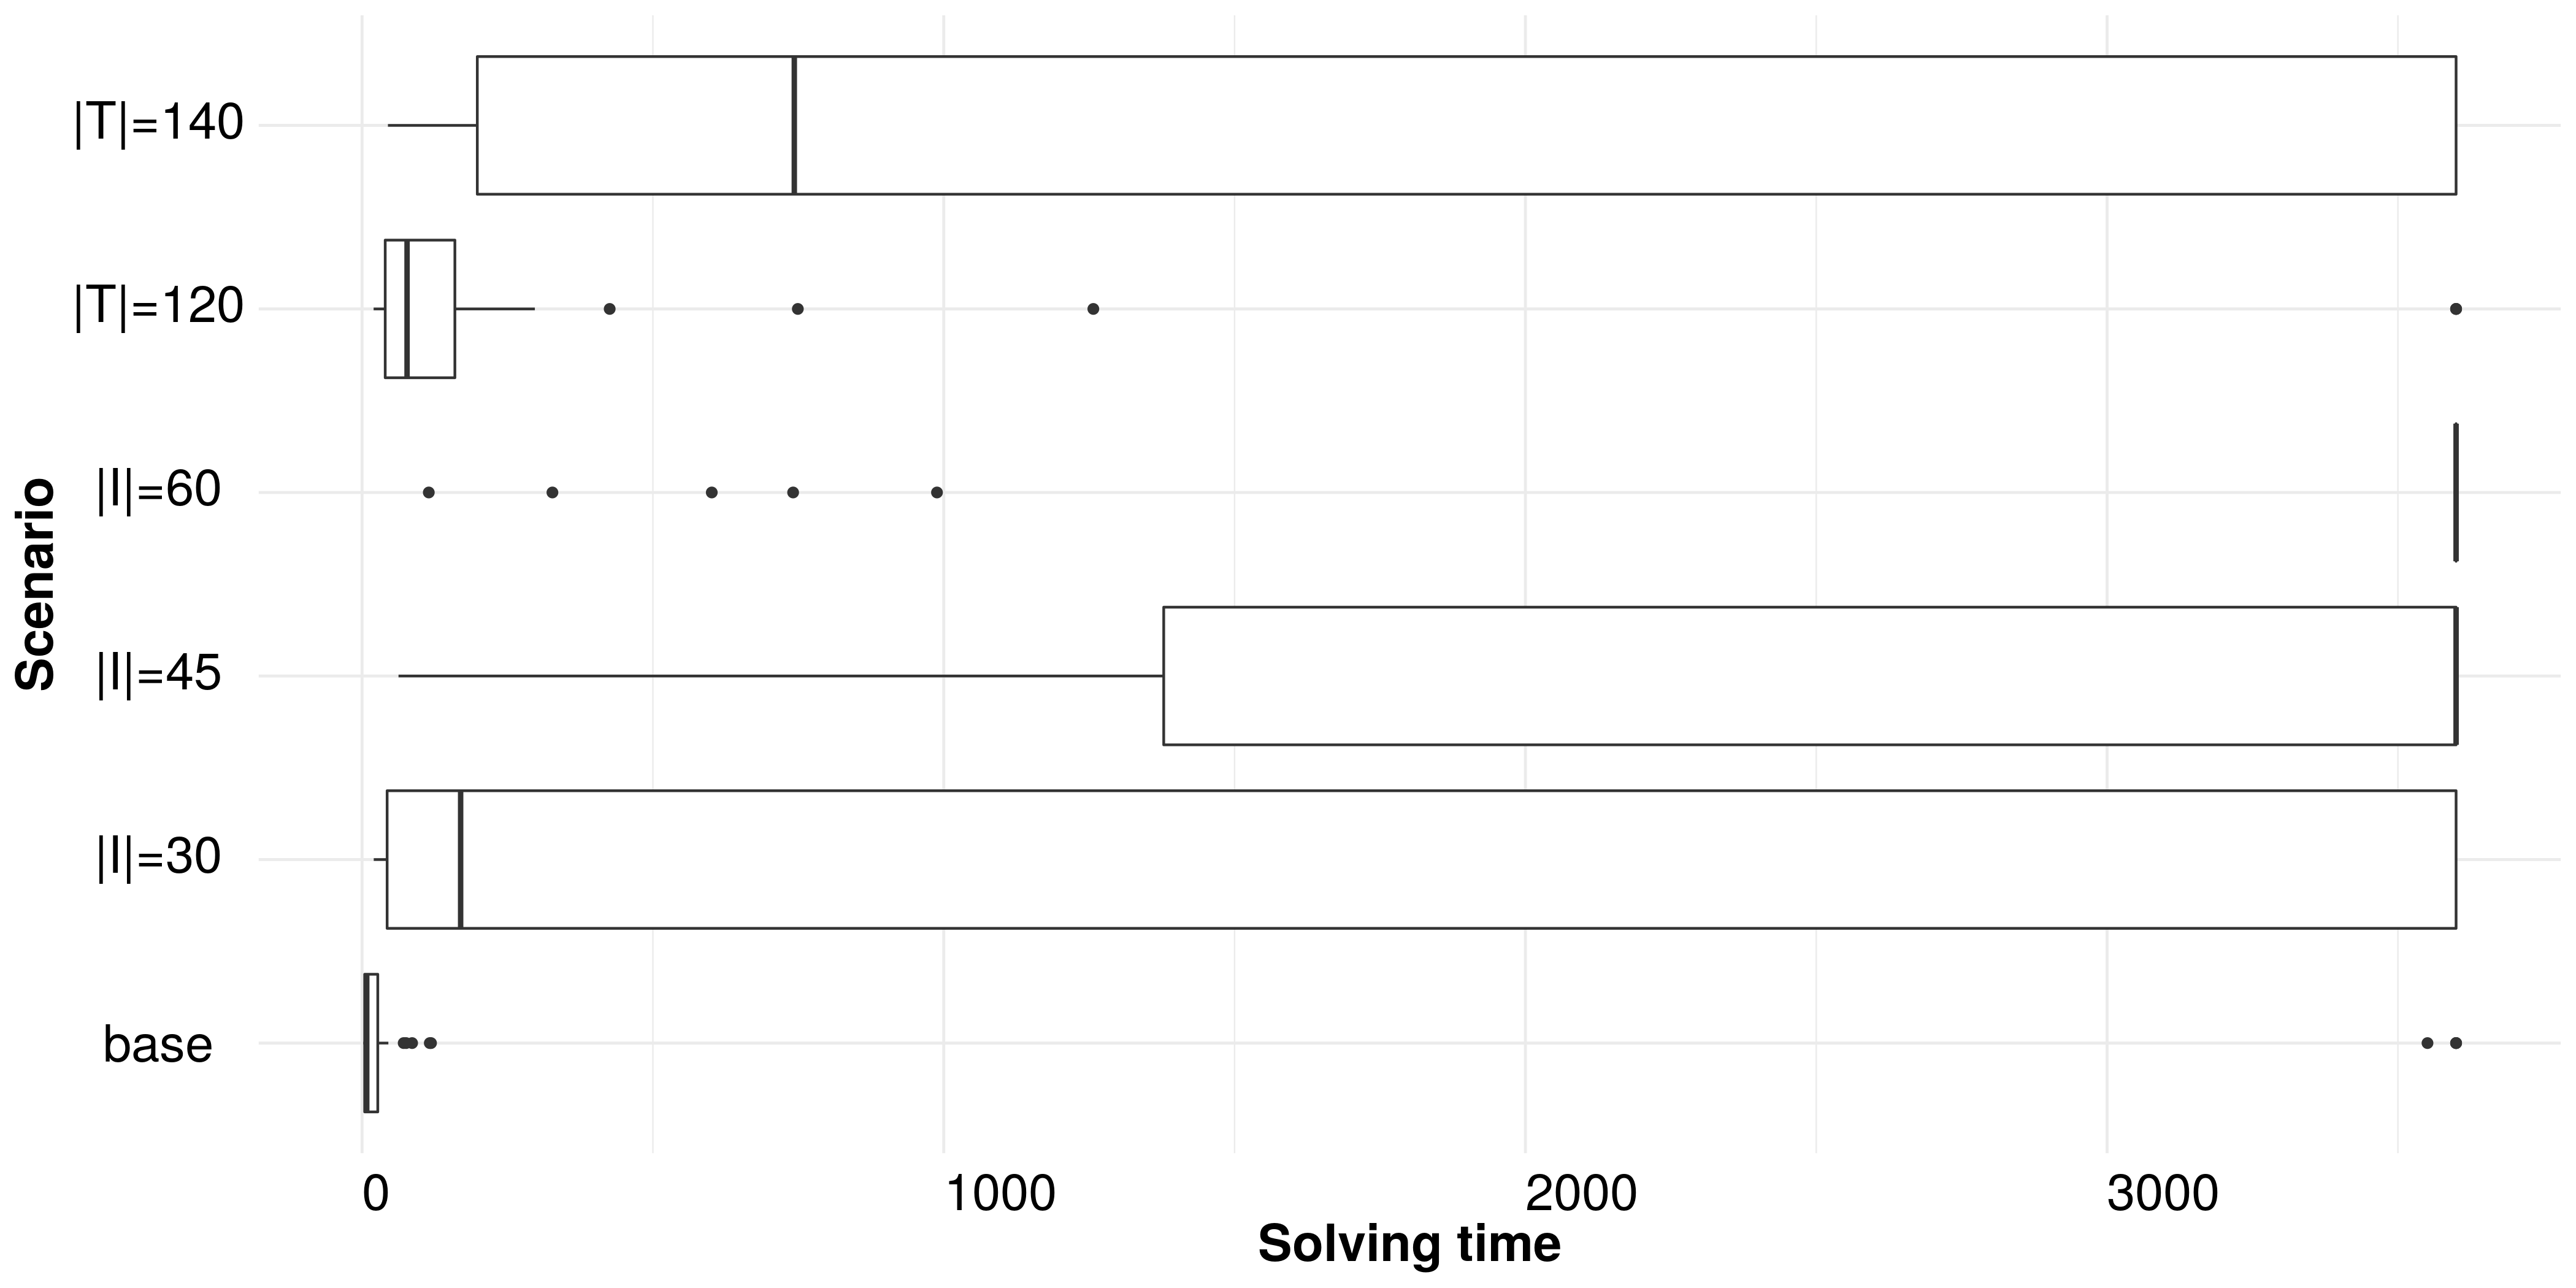 |T|=140
|T|=120
|I|=60
|I|=45
|I|=30
base
Scenario
0 1000 2000 3000
Solving time